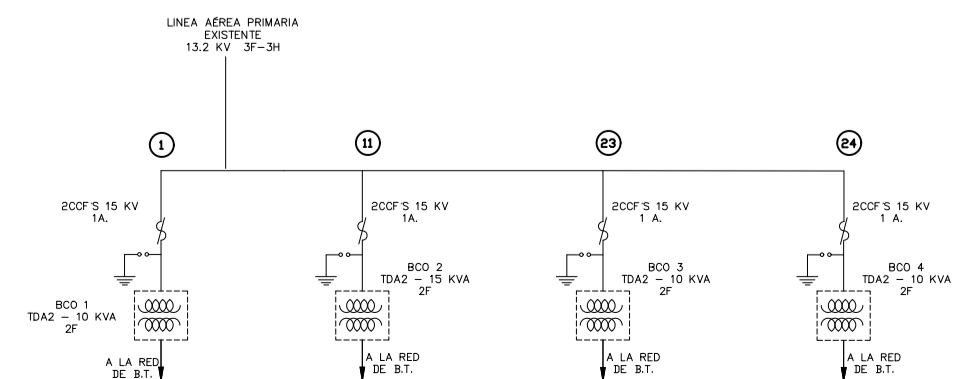 LINEA AÉREA PRIMARIA
EXISTENTE
13.2 KV 3F-3H
1
11
23
24
2CCF'S 15 KV
1A.
2CCF'S 15 KV
1A.
2CCF'S 15 KV
1 A.
2CCF'S 15 KV
1 A.
BCO 1
TDA2 - 10 KVA
2F
BCO 2
TDA2 - 15 KVA
2F
BCO 3
TDA2 - 10 KVA
2F
BCO 4
TDA2 - 10 KVA
2F
A LA RED
DE B.T.
A LA RED
DE B.T.
A LA RED
DE B.T.
A LA RED
DE B.T.